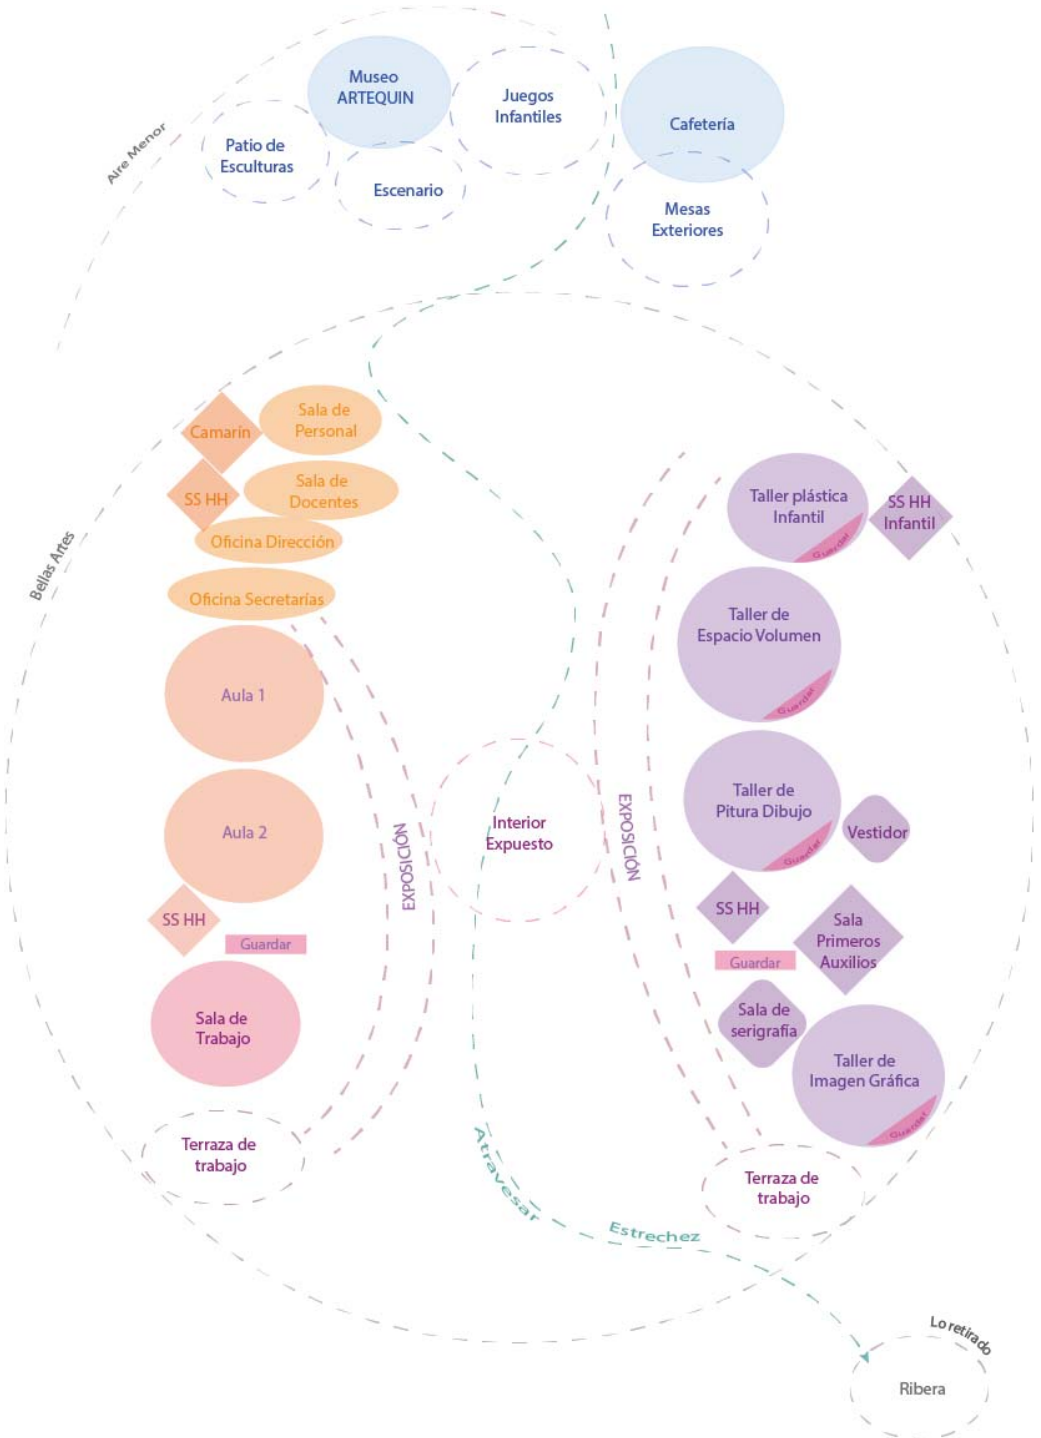 Aire Menor
Museo
ARTEQUIN
Juegos
Infantiles
Cafetería
Patio de
Esculturas
Escenario
Mesas
Exteriores
Bellas Artes
Camarín
Sala de
Personal
SS HH
Sala de
Docentes
Oficina Dirección
Oficina Secretarías
Aula 1
Aula 2
SS HH
Guardar
Sala de
Trabajo
Terraza de
trabajo
EXPOSICIÓN
Interior
Expuesto
EXPOSICIÓN
Taller plástica
Infantil
Guardar
SS HH
Infantil
Taller de
Espacio Volumen
Guardar
Taller de
Pitura Dibujo
Guardar
Vestidor
SS HH
Guardar
Sala
Primeros
Auxilios
Sala de
serigrafía
Taller de
Imagen Gráfica
Guardar
Terraza de
trabajo
Atravesar
Estrechez
Lo retirado
Ribera